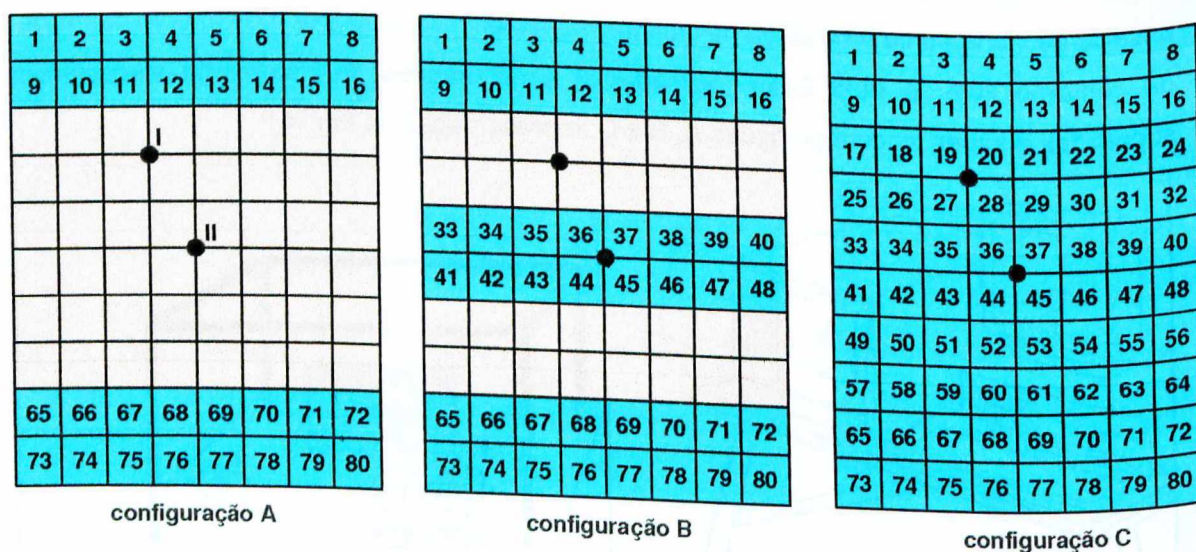 1 2 3 4 5 6 7 8
9 10 11 12 13 14 15 16
I
II
65 66 67 68 69 70 71 72
73 74 75 76 77 78 79 80
configuração A
1 2 3 4 5 6 7 8
9 10 11 12 13 14 15 16
33 34 35 36 37 38 39 40
41 42 43 44 45 46 47 48
65 66 67 68 69 70 71 72
73 74 75 76 77 78 79 80
configuração B
1 2 3 4 5 6 7 8
9 10 11 12 13 14 15 16
17 18 19 20 21 22 23 24
25 26 27 28 29 30 31 32
33 34 35 36 37 38 39 40
41 42 43 44 45 46 47 48
49 50 51 52 53 54 55 56
57 58 59 60 61 62 63 64
65 66 67 68 69 70 71 72
73 74 75 76 77 78 79 80
configuração C